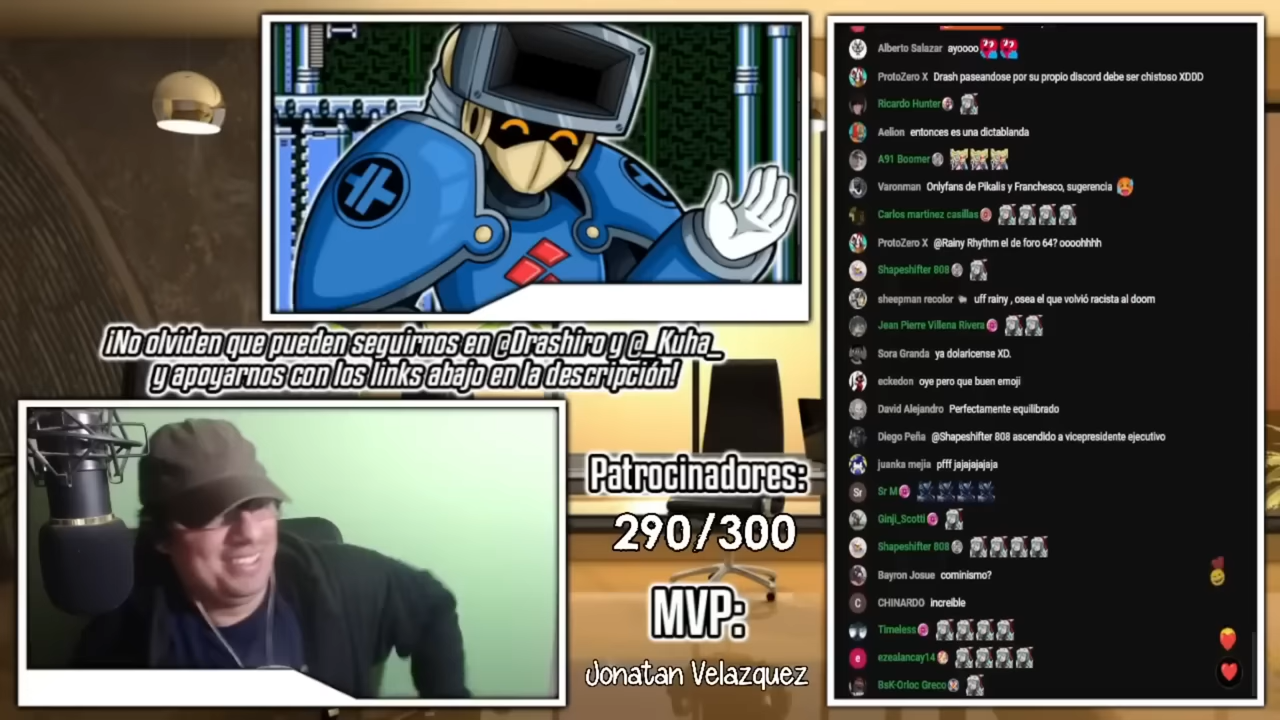 ¡No olviden que pueden seguirnos en @Drashiro y @_Kuha_
y apoyarnos con los links abajo en la descripción!
Patrocinadores:
290/300
MVP:
Jonatan Velazquez
Alberto Salazar ayoooo
ProtoZero X Drash paseandose por su propio discord debe ser chistoso XDDD
Ricardo Hunter
Aelion entonces es una dictablanda
A91 Boomer
Varonman Onlyfans de Pikalis y Franchesco, sugerencia
Carlos martinez casillas
ProtoZero X @Rainy Rhythm el de foro 64? oooohhhh
Shapeshifter 808
sheepman recolor uff rainy , osea el que volvió racista al doom
Jean Pierre Villena Rivera
Sora Granda ya dolaricense XD.
eckedon oye pero que buen emoji
David Alejandro Perfectamente equilibrado
Diego Peña @Shapeshifter 808 ascendido a vicepresidente ejecutivo
juanka mejia pfff jajajajajaja
Sr Sr M
Ginji_Scotti
Shapeshifter 808
Bayron Josue cominismo?
C CHINARDO increible
Timeless
e ezealancay14
BsK-Orloc Greco